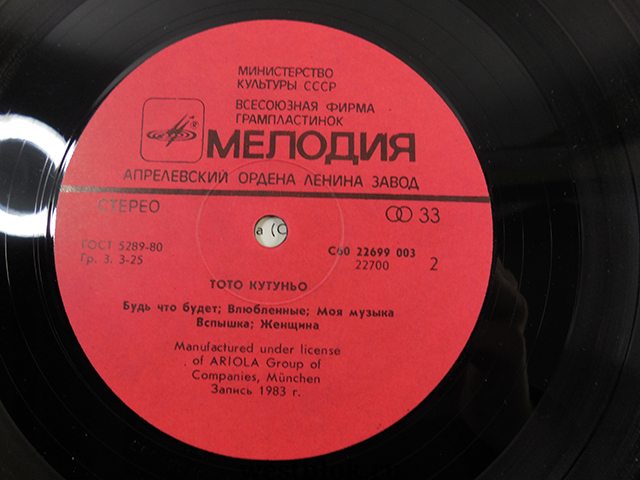 МИНИСТЕРСТВО
КУЛЬТУРЫ СССР
ВСЕСОЮЗНАЯ ФИРМА
ГРАМПЛАСТИНОК
МЕЛОДИЯ
АПРЕЛЕВСКИЙ ОРДЕНА ЛЕНИНА ЗАВОД
СТЕРЕО
33
ГОСТ 5289-80
Гр. 3. 3-25
а (С
С60 22699 003
22700
2
ТОТО КУТУНЬО
Будь что будет; Влюбленные; Моя музыка
Вспышка; Женщина
Manufactured under license
of ARIOLA Group of
Companies, München
Запись 1983 г.